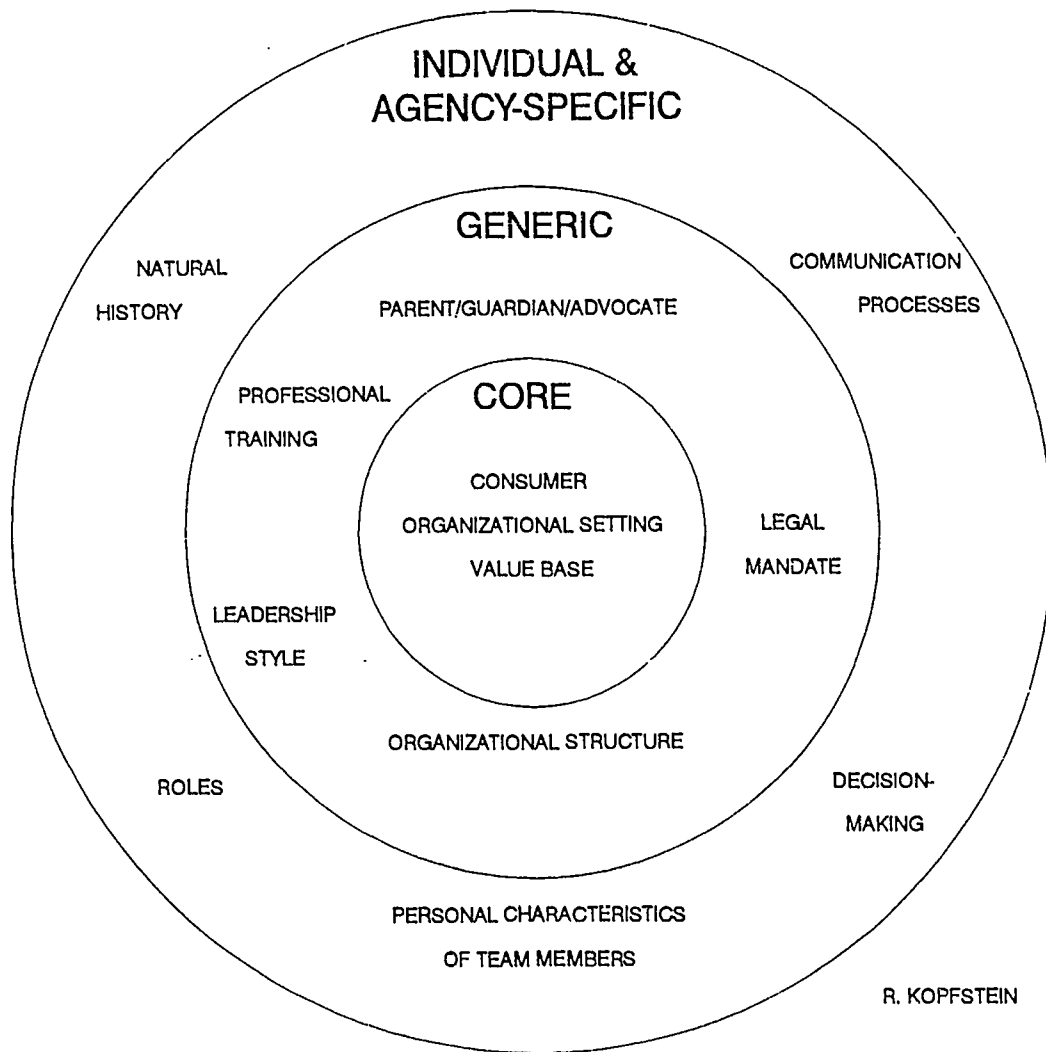 INDIVIDUAL &
AGENCY-SPECIFIC
GENERIC
NATURAL
HISTORY
COMMUNICATION
PROCESSES
PARENT/GUARDIAN/ADVOCATE
PROFESSIONAL
TRAINING
CORE
CONSUMER
ORGANIZATIONAL SETTING
VALUE BASE
LEGAL
MANDATE
LEADERSHIP
STYLE
ORGANIZATIONAL STRUCTURE
ROLES
DECISION-
MAKING
PERSONAL CHARACTERISTICS
OF TEAM MEMBERS
R. KOPFSTEIN